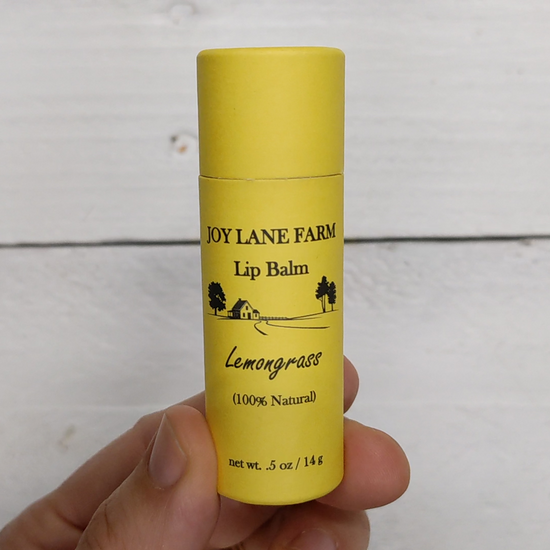 JOY LANE FARM
Lip Balm
Lemongrass
(100% Natural)
net wt. .5 oz / 14 g